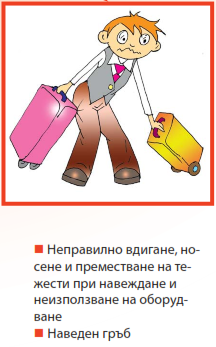 ■ Неправилно вдигане, но-
сене и преместване на те-
жести при навеждане и
неизползване на оборуд-
ване
■ Наведен гръб